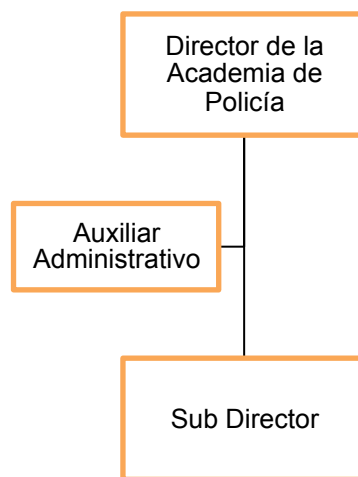 Director de la
Academia de
Policía
Auxiliar
Administrativo
Sub Director